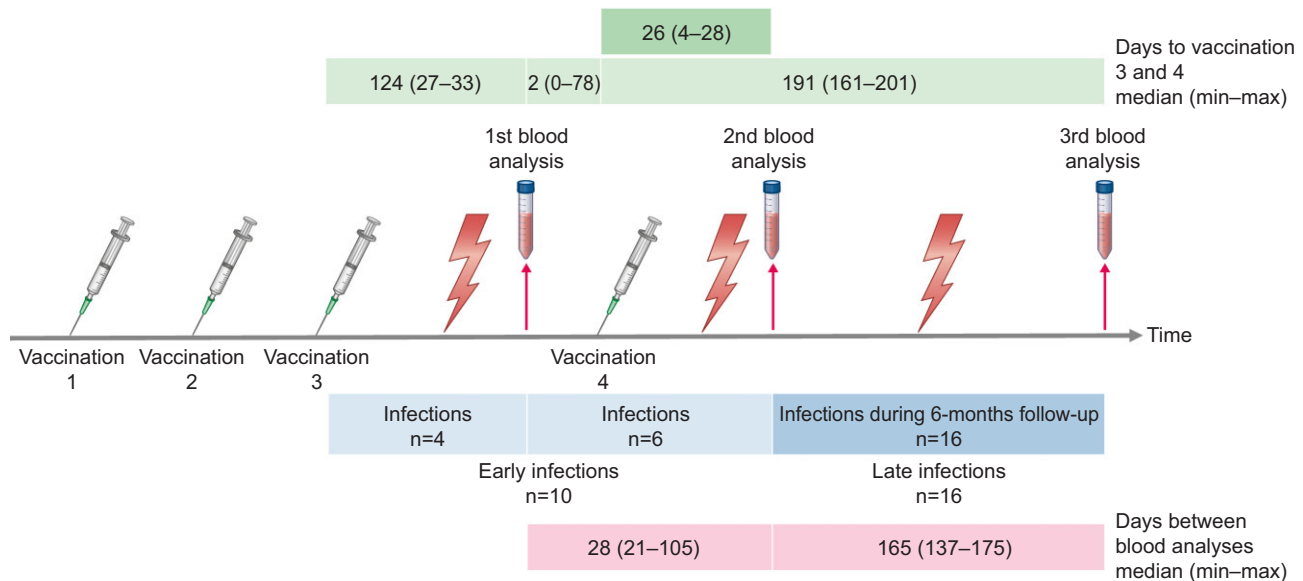 26 (4–28)
124 (27–33)
2 (0–78)
191 (161–201)
Days to vaccination
3 and 4
median (min–max)
1st blood
analysis
2nd blood
analysis
3rd blood
analysis
Time
Vaccination
1
Vaccination
2
Vaccination
3
Vaccination
4
Infections
n=4
Infections
n=6
Infections during 6-months follow-up
n=16
Early infections
n=10
Late infections
n=16
28 (21–105)
165 (137–175)
Days between
blood analyses
median (min–max)